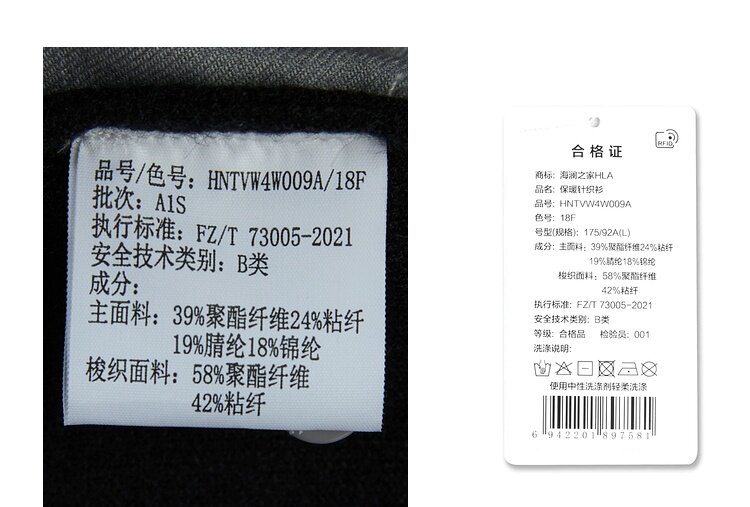 品号/色号: HNTVW4W009A/18F
批次: A1S
执行标准: FZ/T 73005-2021
安全技术类别: B类
成分:
主面料: 39%聚酯纤维24%粘纤
19%腈纶18%锦纶
梭织面料: 58%聚酯纤维
42%粘纤
RFID
合格证
商标: 海澜之家HLA
品名: 保暖针织衫
品号: HNTVW4W009A
色号: 18F
号型(规格): 175/92A(L)
成分: 主面料: 39%聚酯纤维24%粘纤
19%腈纶18%锦纶
梭织面料: 58%聚酯纤维
42%粘纤
执行标准: FZ/T 73005-2021
安全技术类别: B类
等级: 合格品 检验员: 001
洗涤说明:
使用中性洗涤剂轻柔洗涤
6 942201 897581